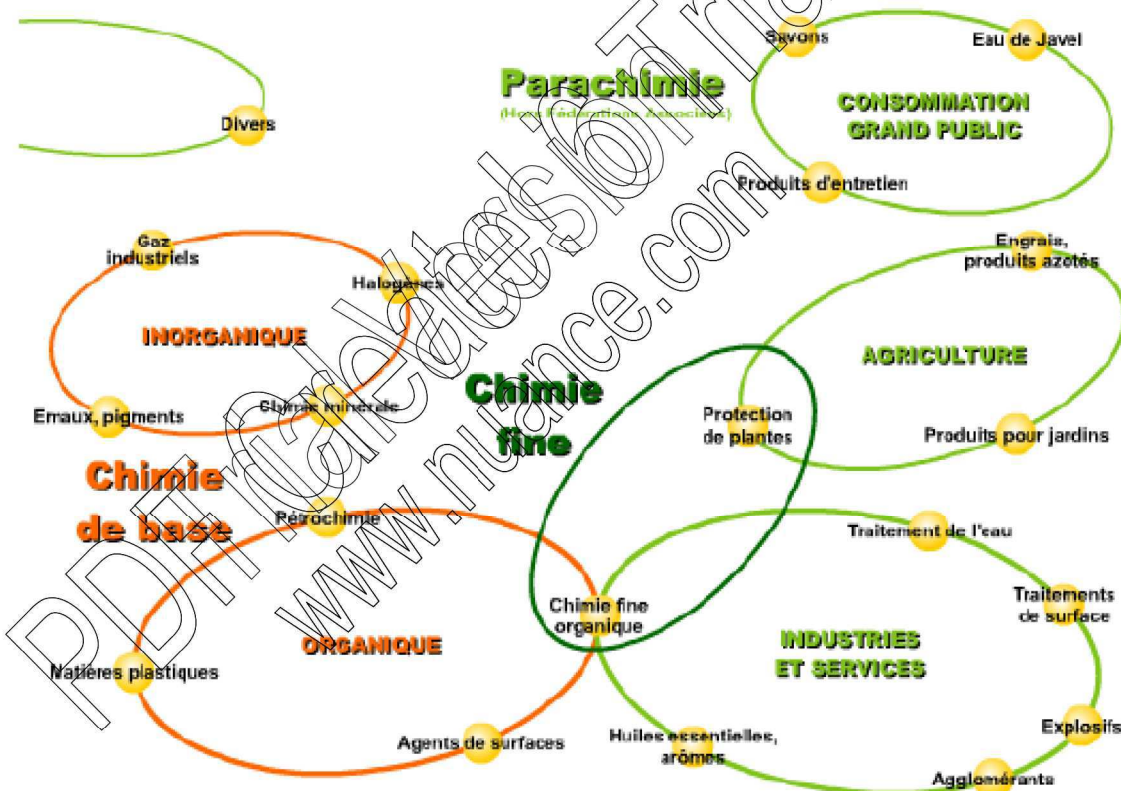 Savons
Eau de Javel
Parachimie
(Hors Fédérations Associées)
CONSOMMATION
GRAND PUBLIC
Divers
Produits d'entretien
Gaz
industriels
Halogènes
Engrais,
produits azotés
INORGANIQUE
AGRICULTURE
Chimie
fine
Emaux, pigments
Chimie minérale
Protection
de plantes
Produits pour jardins
Chimie
de base
Pétrochimie
Traitement de l'eau
Chimie fine
organique
Traitements
de surface
ORGANIQUE
INDUSTRIES
ET SERVICES
Matières plastiques
Agents de surfaces
Huiles essentielles,
arômes
Explosifs
Agglomérants
www.nuance.com